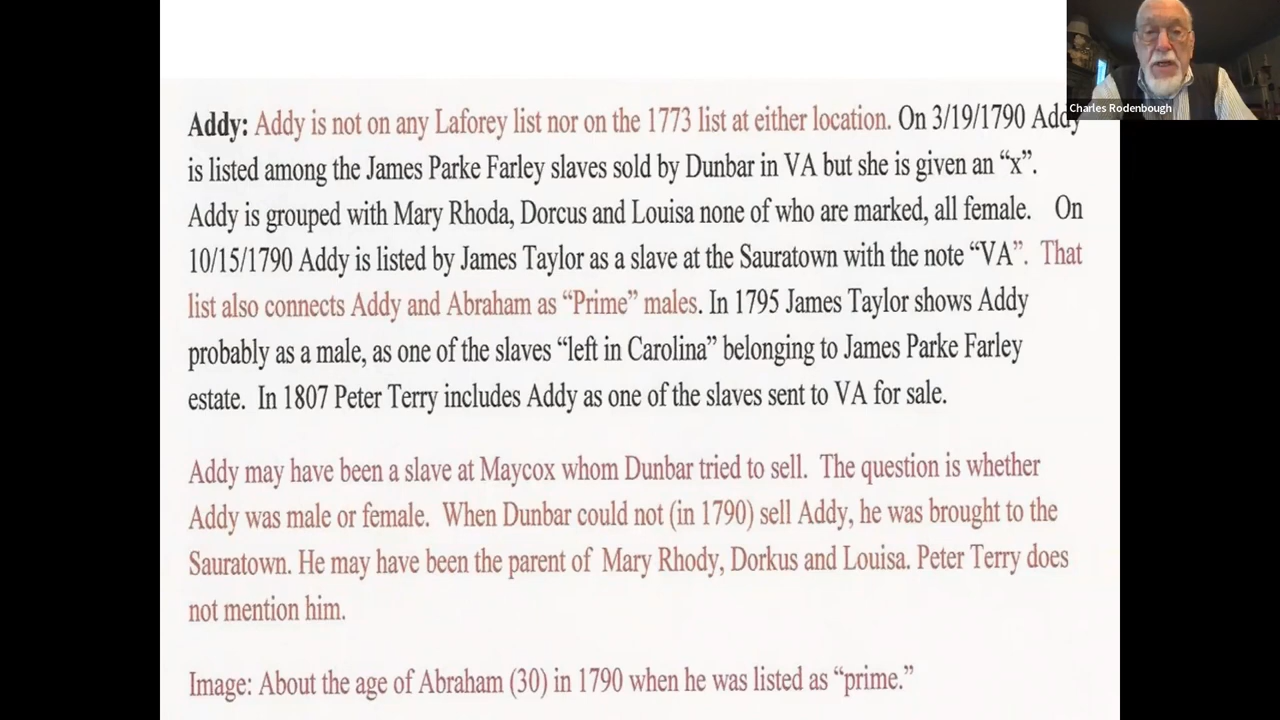 Charles Rodenbough
Addy: Addy is not on any Laforey list nor on the 1773 list at either location. On 3/19/1790 Addy
is listed among the James Parke Farley slaves sold by Dunbar in VA but she is given an “x”.
Addy is grouped with Mary Rhoda, Dorcus and Louisa none of who are marked, all female. On
10/15/1790 Addy is listed by James Taylor as a slave at the Sauratown with the note “VA”. That
list also connects Addy and Abraham as “Prime” males. In 1795 James Taylor shows Addy
probably as a male, as one of the slaves “left in Carolina” belonging to James Parke Farley
estate. In 1807 Peter Terry includes Addy as one of the slaves sent to VA for sale.
Addy may have been a slave at Maycox whom Dunbar tried to sell. The question is whether
Addy was male or female. When Dunbar could not (in 1790) sell Addy, he was brought to the
Sauratown. He may have been the parent of Mary Rhody, Dorkus and Louisa. Peter Terry does
not mention him.
Image: About the age of Abraham (30) in 1790 when he was listed as “prime.”